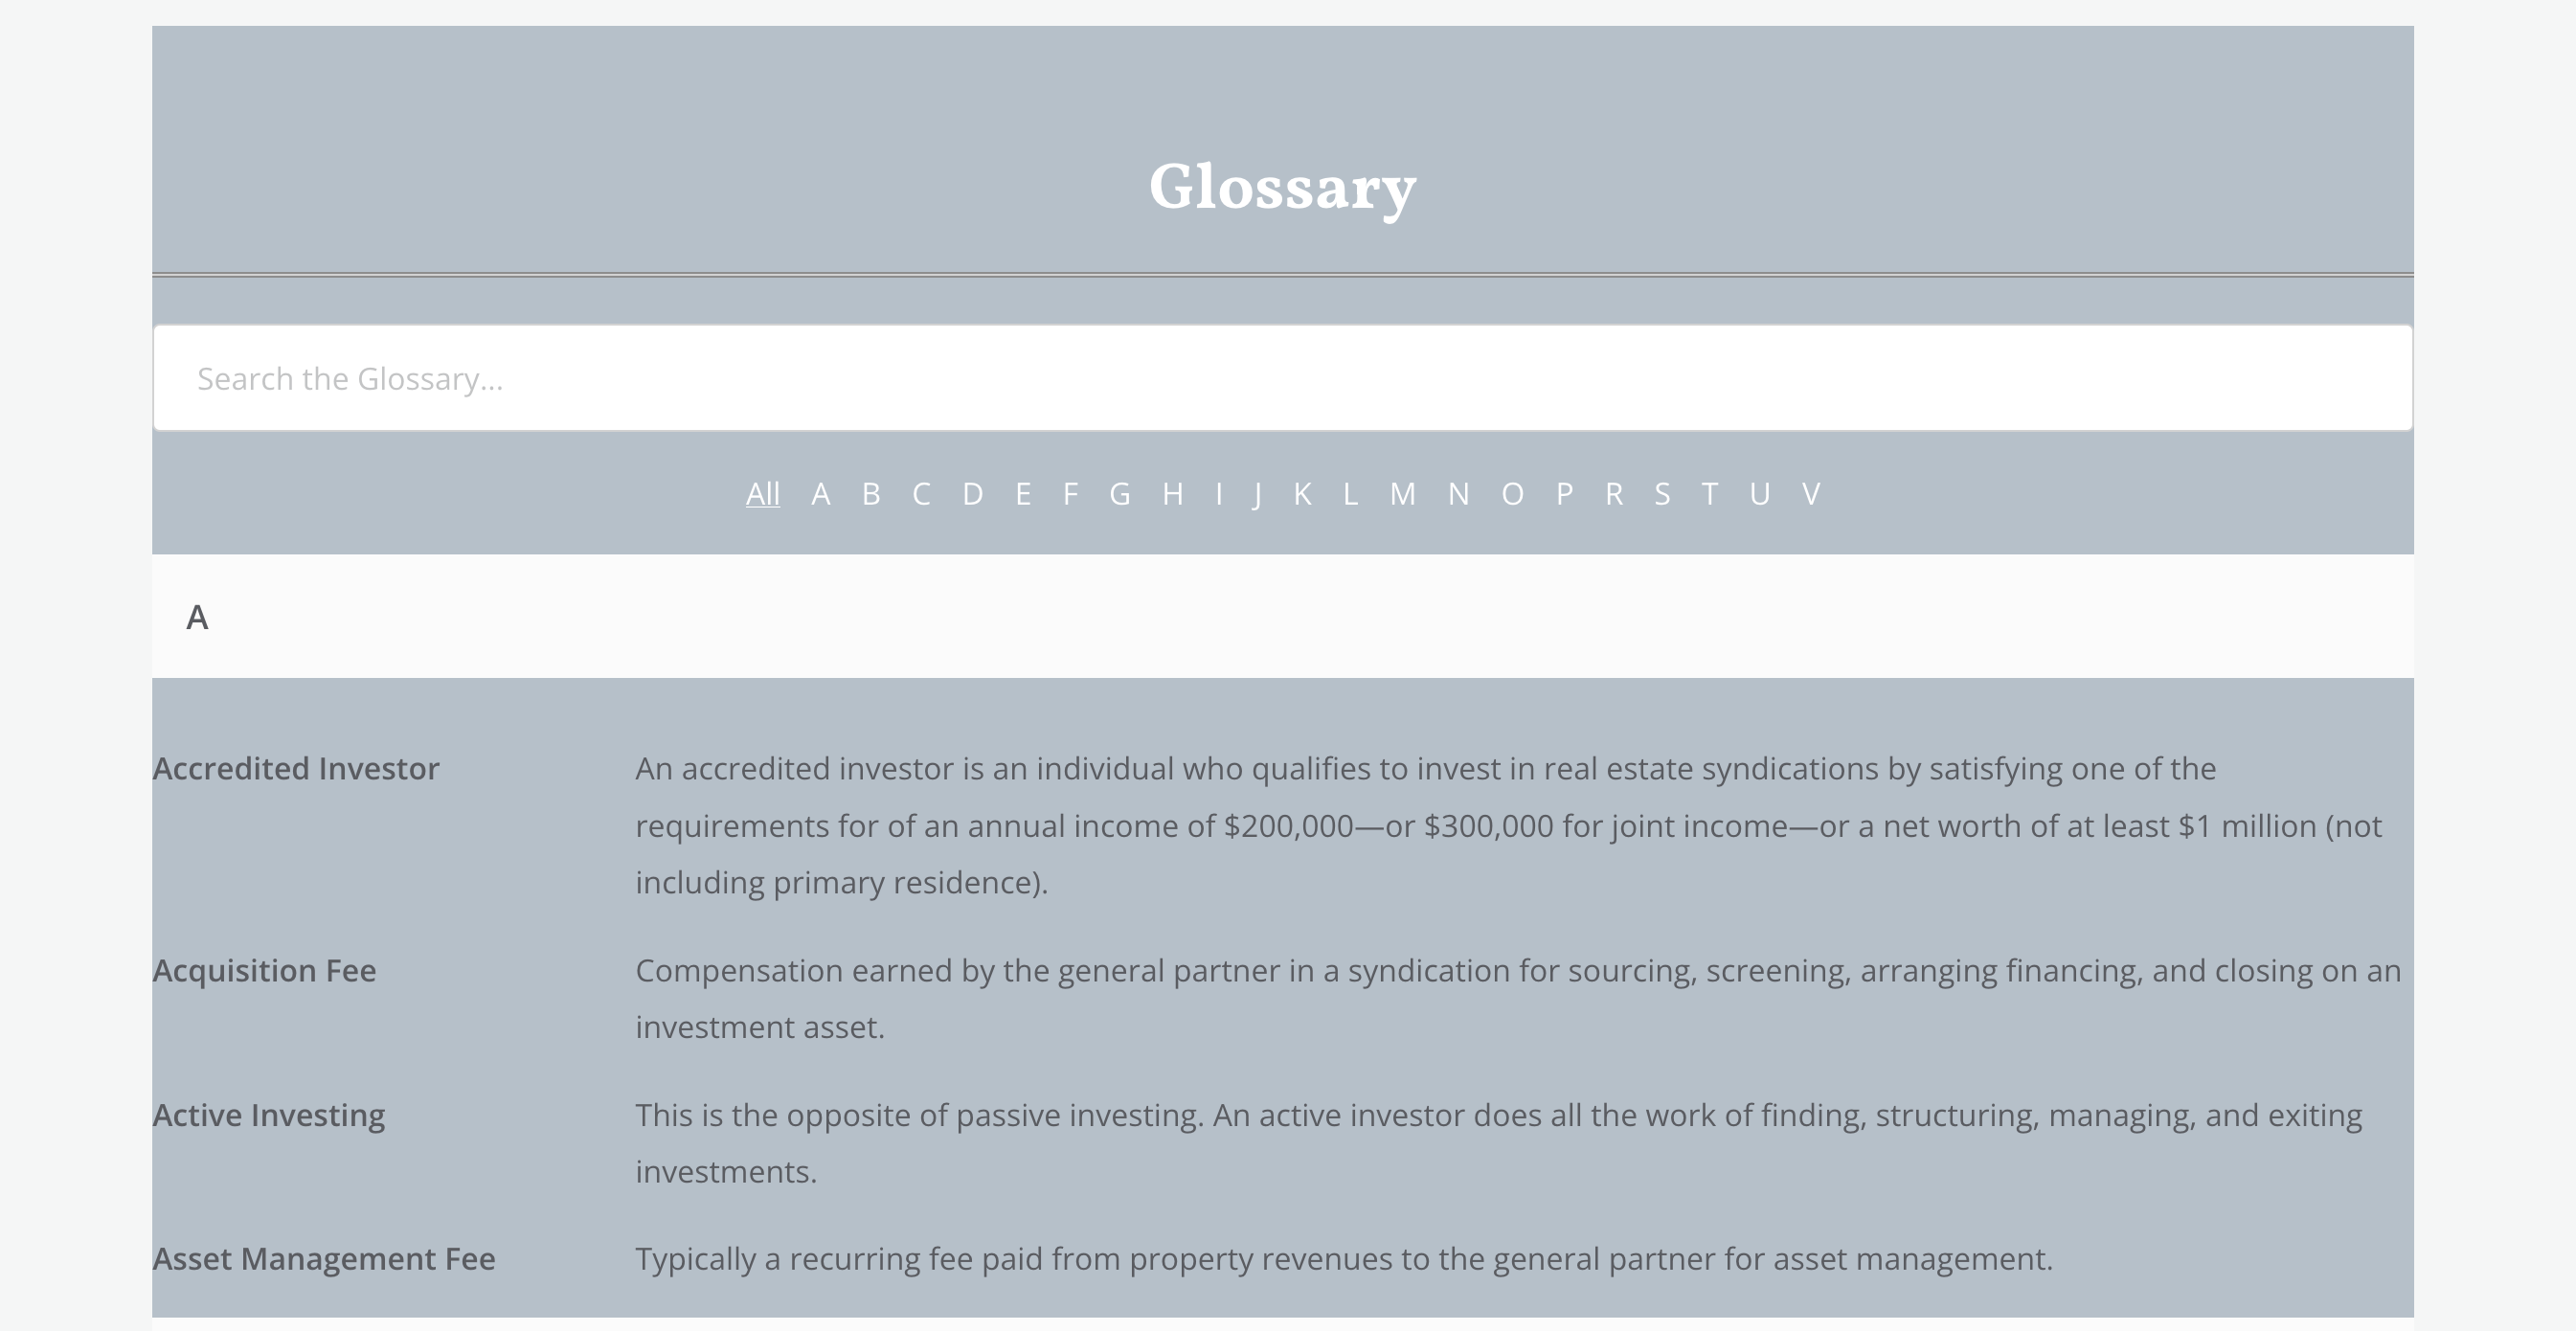 Glossary
Search the Glossary...
All A B C D E F G H I J K L M N O P R S T U V
A
Accredited Investor
An accredited investor is an individual who qualifies to invest in real estate syndications by satisfying one of the
requirements for of an annual income of $200,000—or $300,000 for joint income—or a net worth of at least $1 million (not
including primary residence).
Acquisition Fee
Compensation earned by the general partner in a syndication for sourcing, screening, arranging financing, and closing on an
investment asset.
Active Investing
This is the opposite of passive investing. An active investor does all the work of finding, structuring, managing, and exiting
investments.
Asset Management Fee
Typically a recurring fee paid from property revenues to the general partner for asset management.